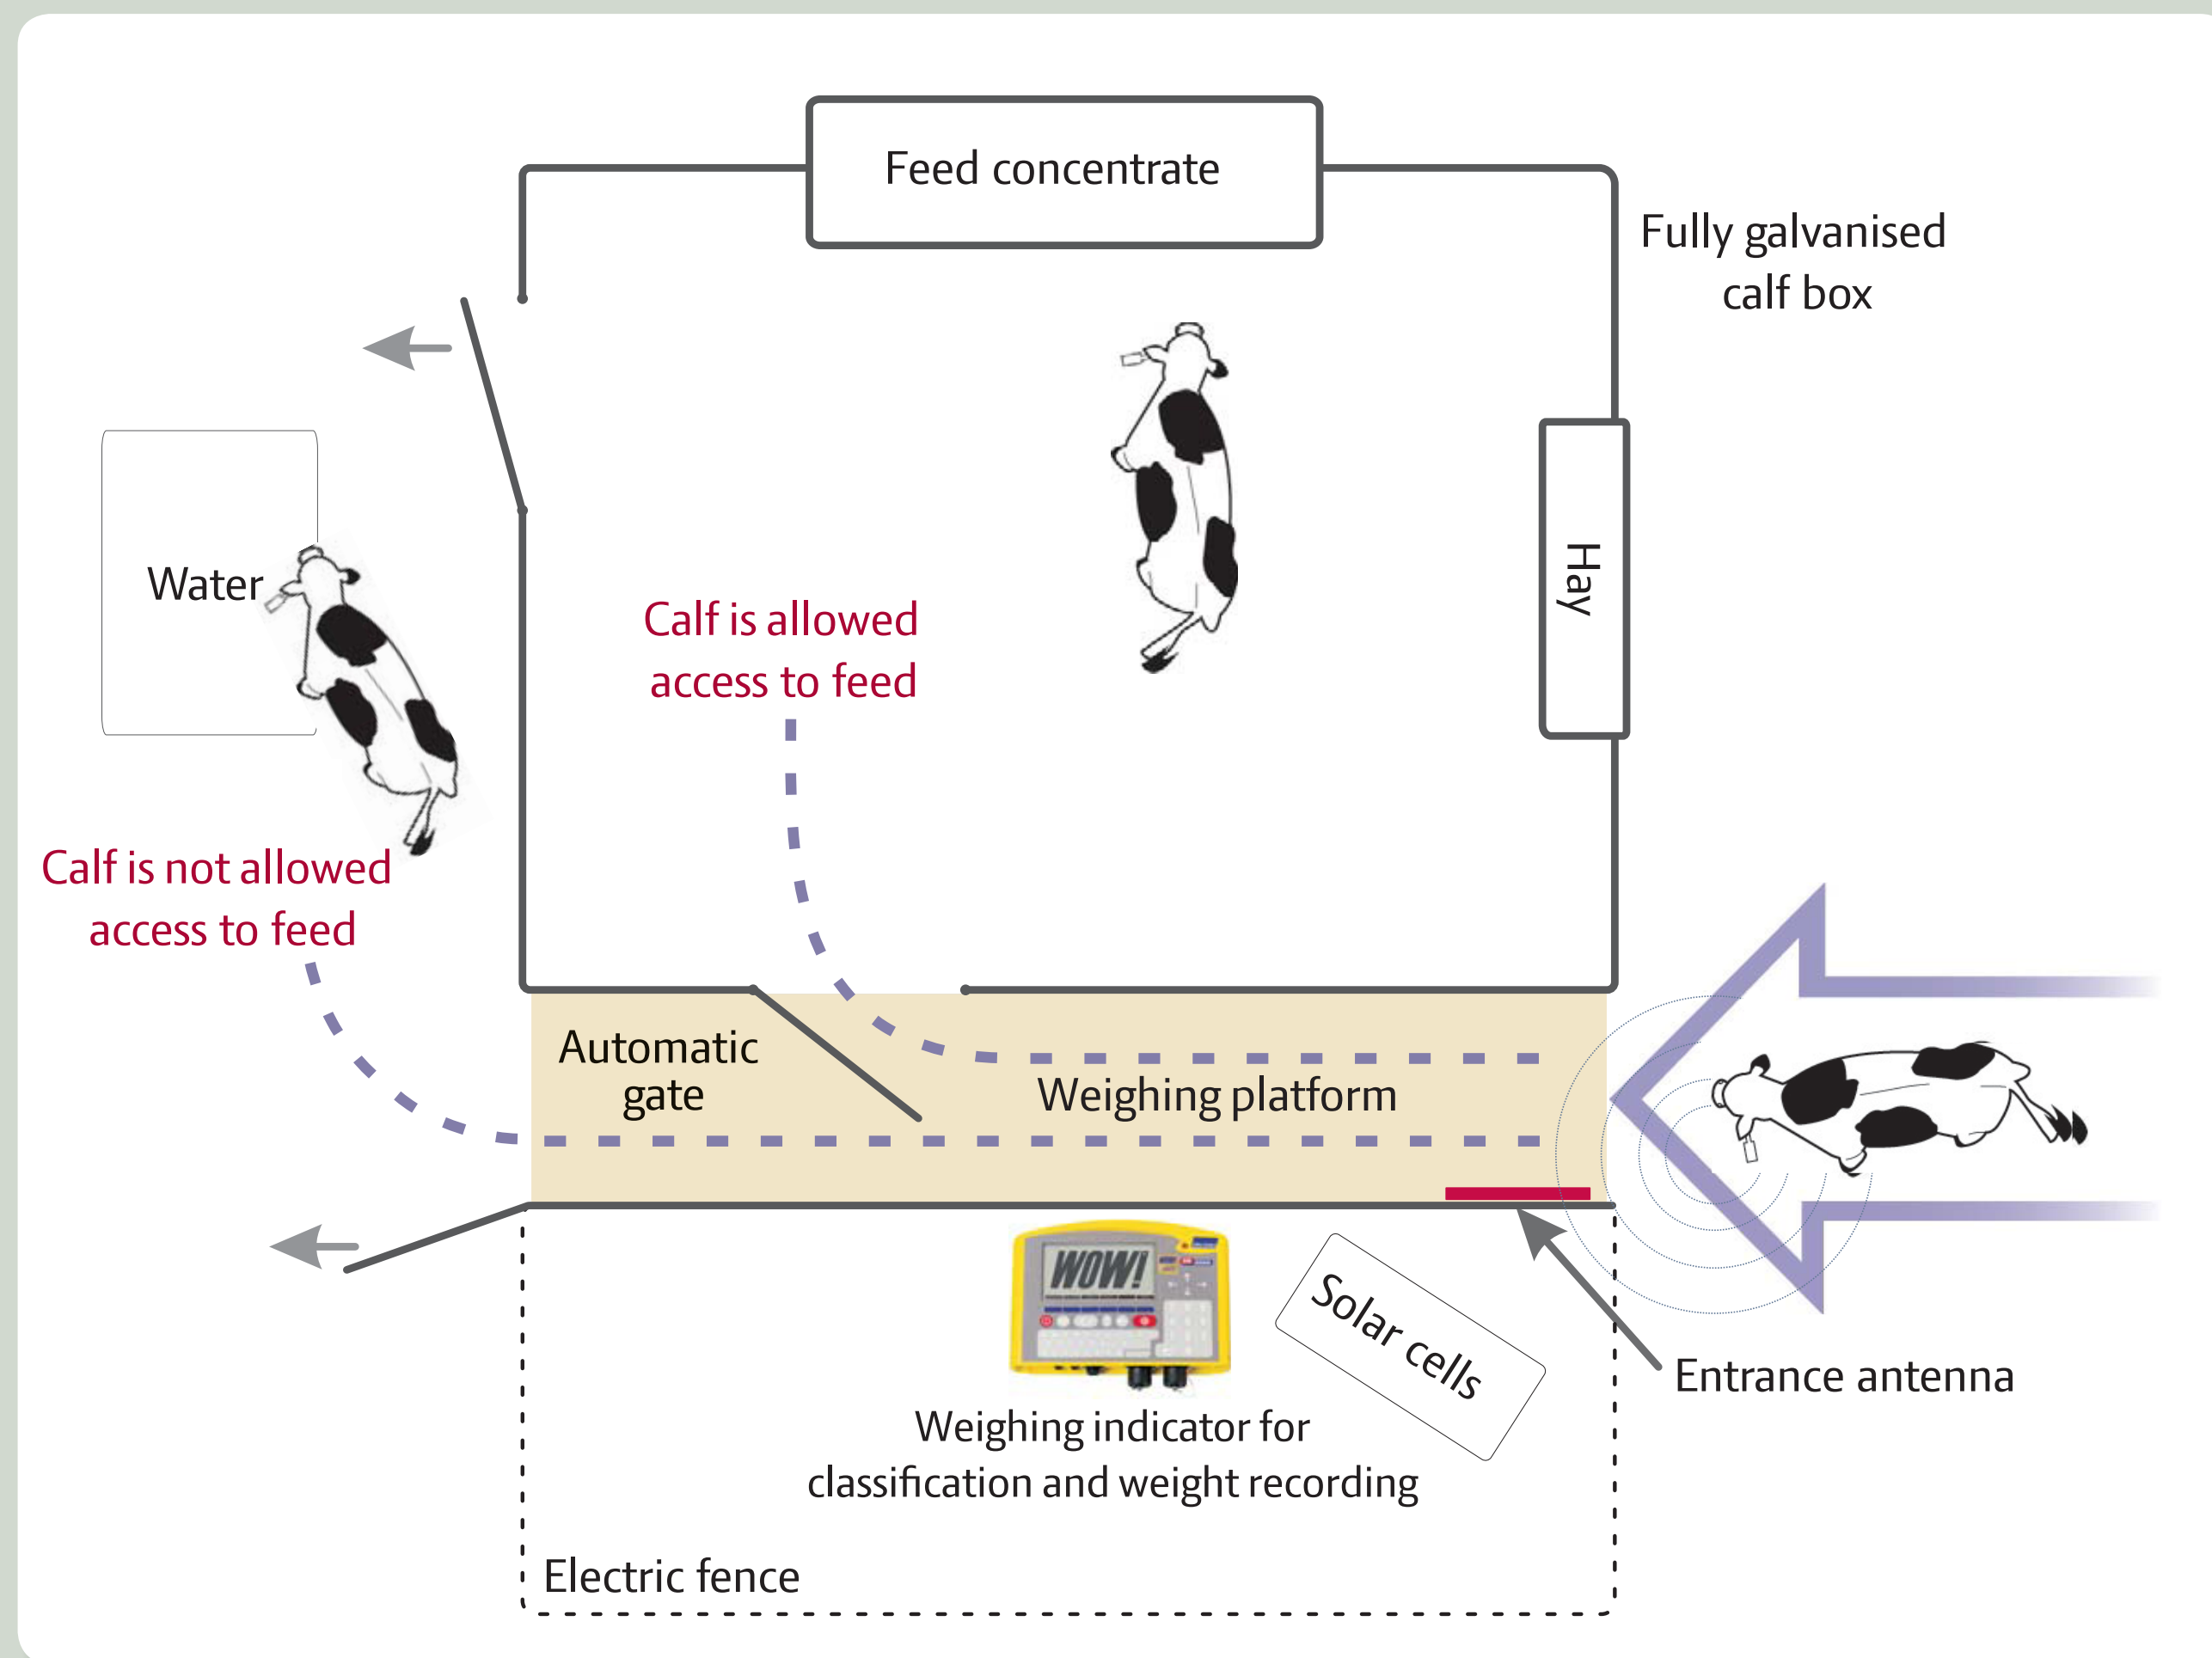 Feed concentrate
Fully galvanised
calf box
Hay
Water
Calf is allowed
access to feed
Calf is not allowed
access to feed
Automatic
gate
Weighing platform
WOW!
Solar cells
Entrance antenna
Weighing indicator for
classification and weight recording
Electric fence